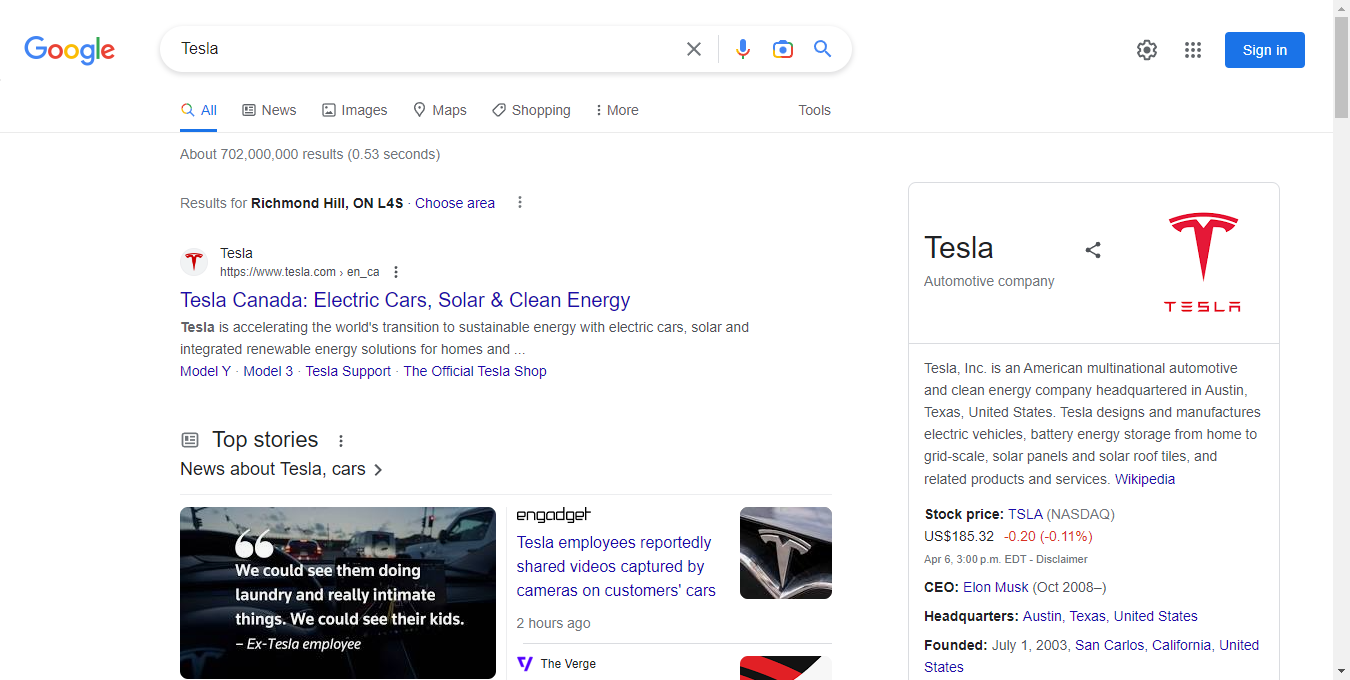 Google
Tesla
Sign in
All
News
Images
Maps
Shopping
More
Tools
About 702,000,000 results (0.53 seconds)
Results for Richmond Hill, ON L4S · Choose area
Tesla
https://www.tesla.com › en_ca
Tesla Canada: Electric Cars, Solar & Clean Energy
Tesla is accelerating the world's transition to sustainable energy with electric cars, solar and
integrated renewable energy solutions for homes and ...
Model Y · Model 3 · Tesla Support · The Official Tesla Shop
Top stories
News about Tesla, cars
We could see them doing
laundry and really intimate
things. We could see their kids.
– Ex-Tesla employee
engadget
Tesla employees reportedly
shared videos captured by
cameras on customers' cars
2 hours ago
The Verge
Tesla
Automotive company
TESLA
Tesla, Inc. is an American multinational automotive
and clean energy company headquartered in Austin,
Texas, United States. Tesla designs and manufactures
electric vehicles, battery energy storage from home to
grid-scale, solar panels and solar roof tiles, and
related products and services. Wikipedia
Stock price: TSLA (NASDAQ)
US$185.32 -0.20 (-0.11%)
Apr 6, 3:00 p.m. EDT - Disclaimer
CEO: Elon Musk (Oct 2008–)
Headquarters: Austin, Texas, United States
Founded: July 1, 2003, San Carlos, California, United
States